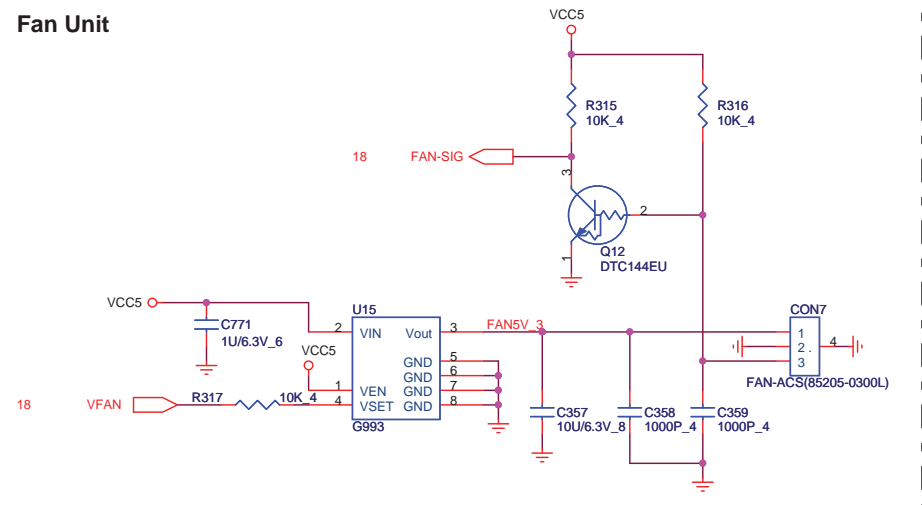 Fan Unit
VCC5
R315
10K_4
R316
10K_4
18 FAN-SIG
3
2
1
Q12
DTC144EU
VCC5
C771
1U/6.3V_6
VCC5
U15
2 VIN Vout 3 FAN5V_3
GND 5
GND 6
1 VEN GND 7
4 VSET GND 8
G993
18 VFAN R317 10K_4
CON7
1
2 . 4
3
FAN-ACS(85205-0300L)
C357
10U/6.3V_8
C358
1000P_4
C359
1000P_4